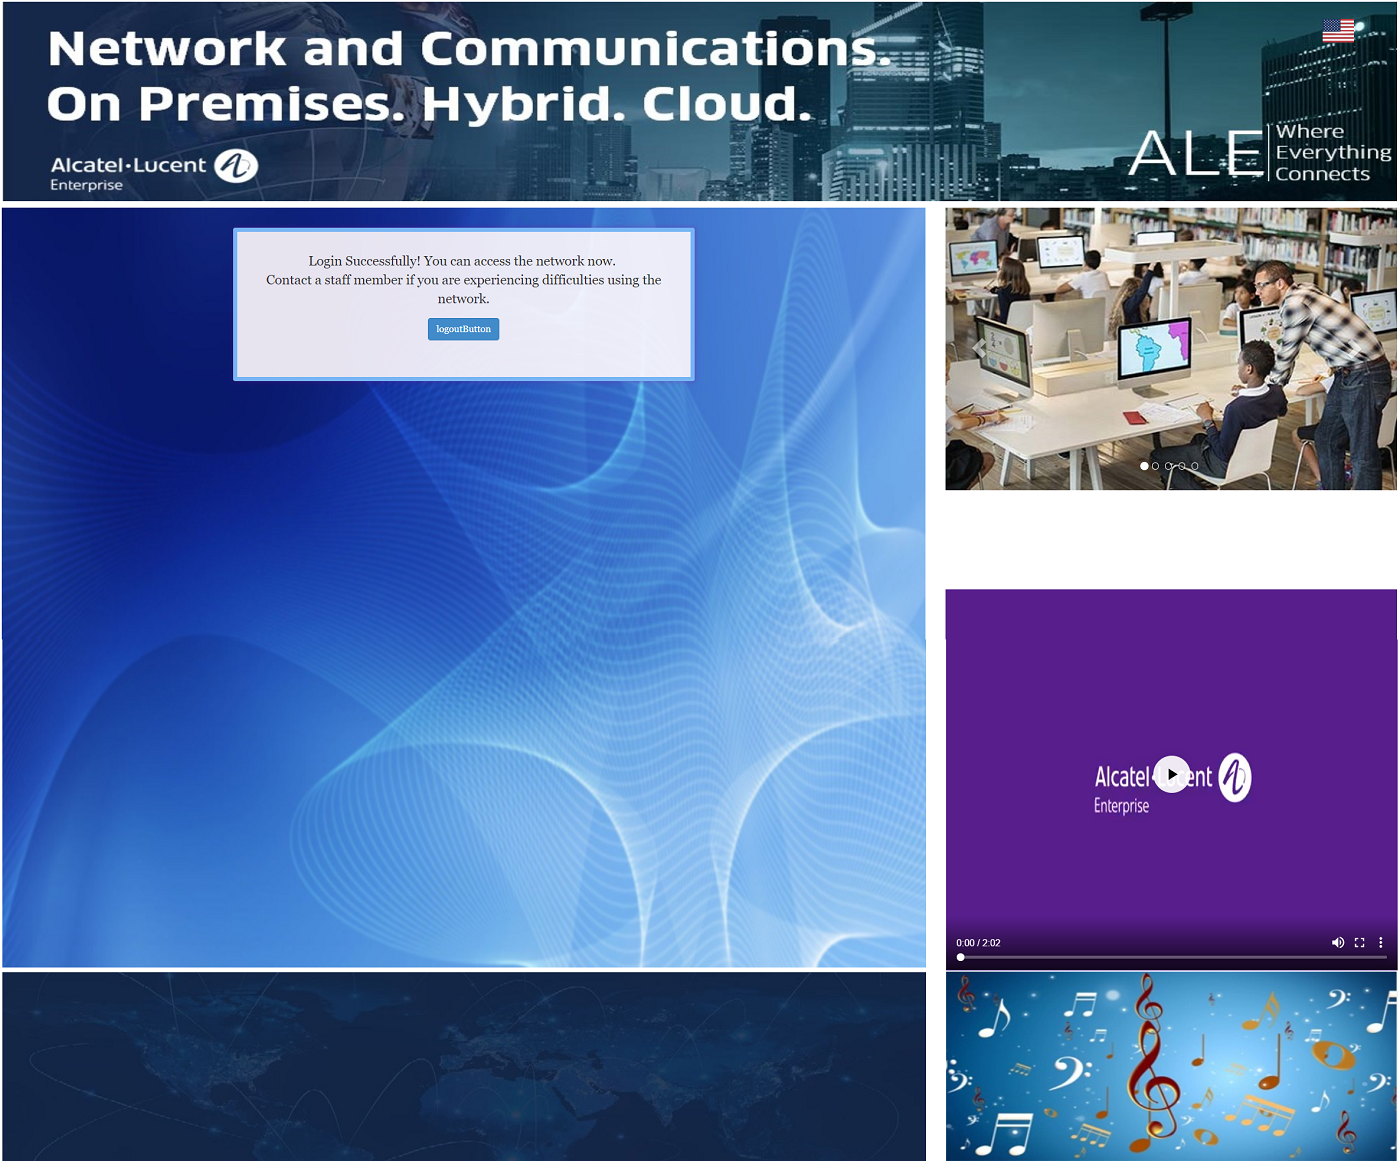 Network and Communications.
On Premises. Hybrid. Cloud.
Alcatel·Lucent
Enterprise
ALE
Where
Everything
Connects
Login Successfully! You can access the network now.
Contact a staff member if you are experiencing difficulties using the
network.
logoutButton
Enterprise
0:00 / 2:02